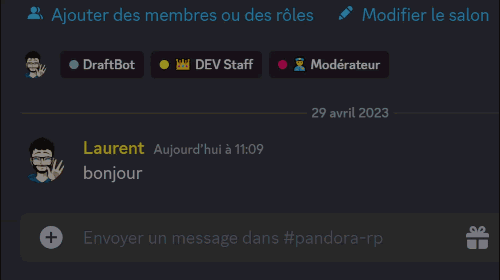 Ajouter des membres ou des rôles Modifier le salon
DraftBot DEV Staff Modérateur
29 avril 2023
Laurent Aujourd'hui à 11:09
bonjour
Envoyer un message dans #pandora-rp